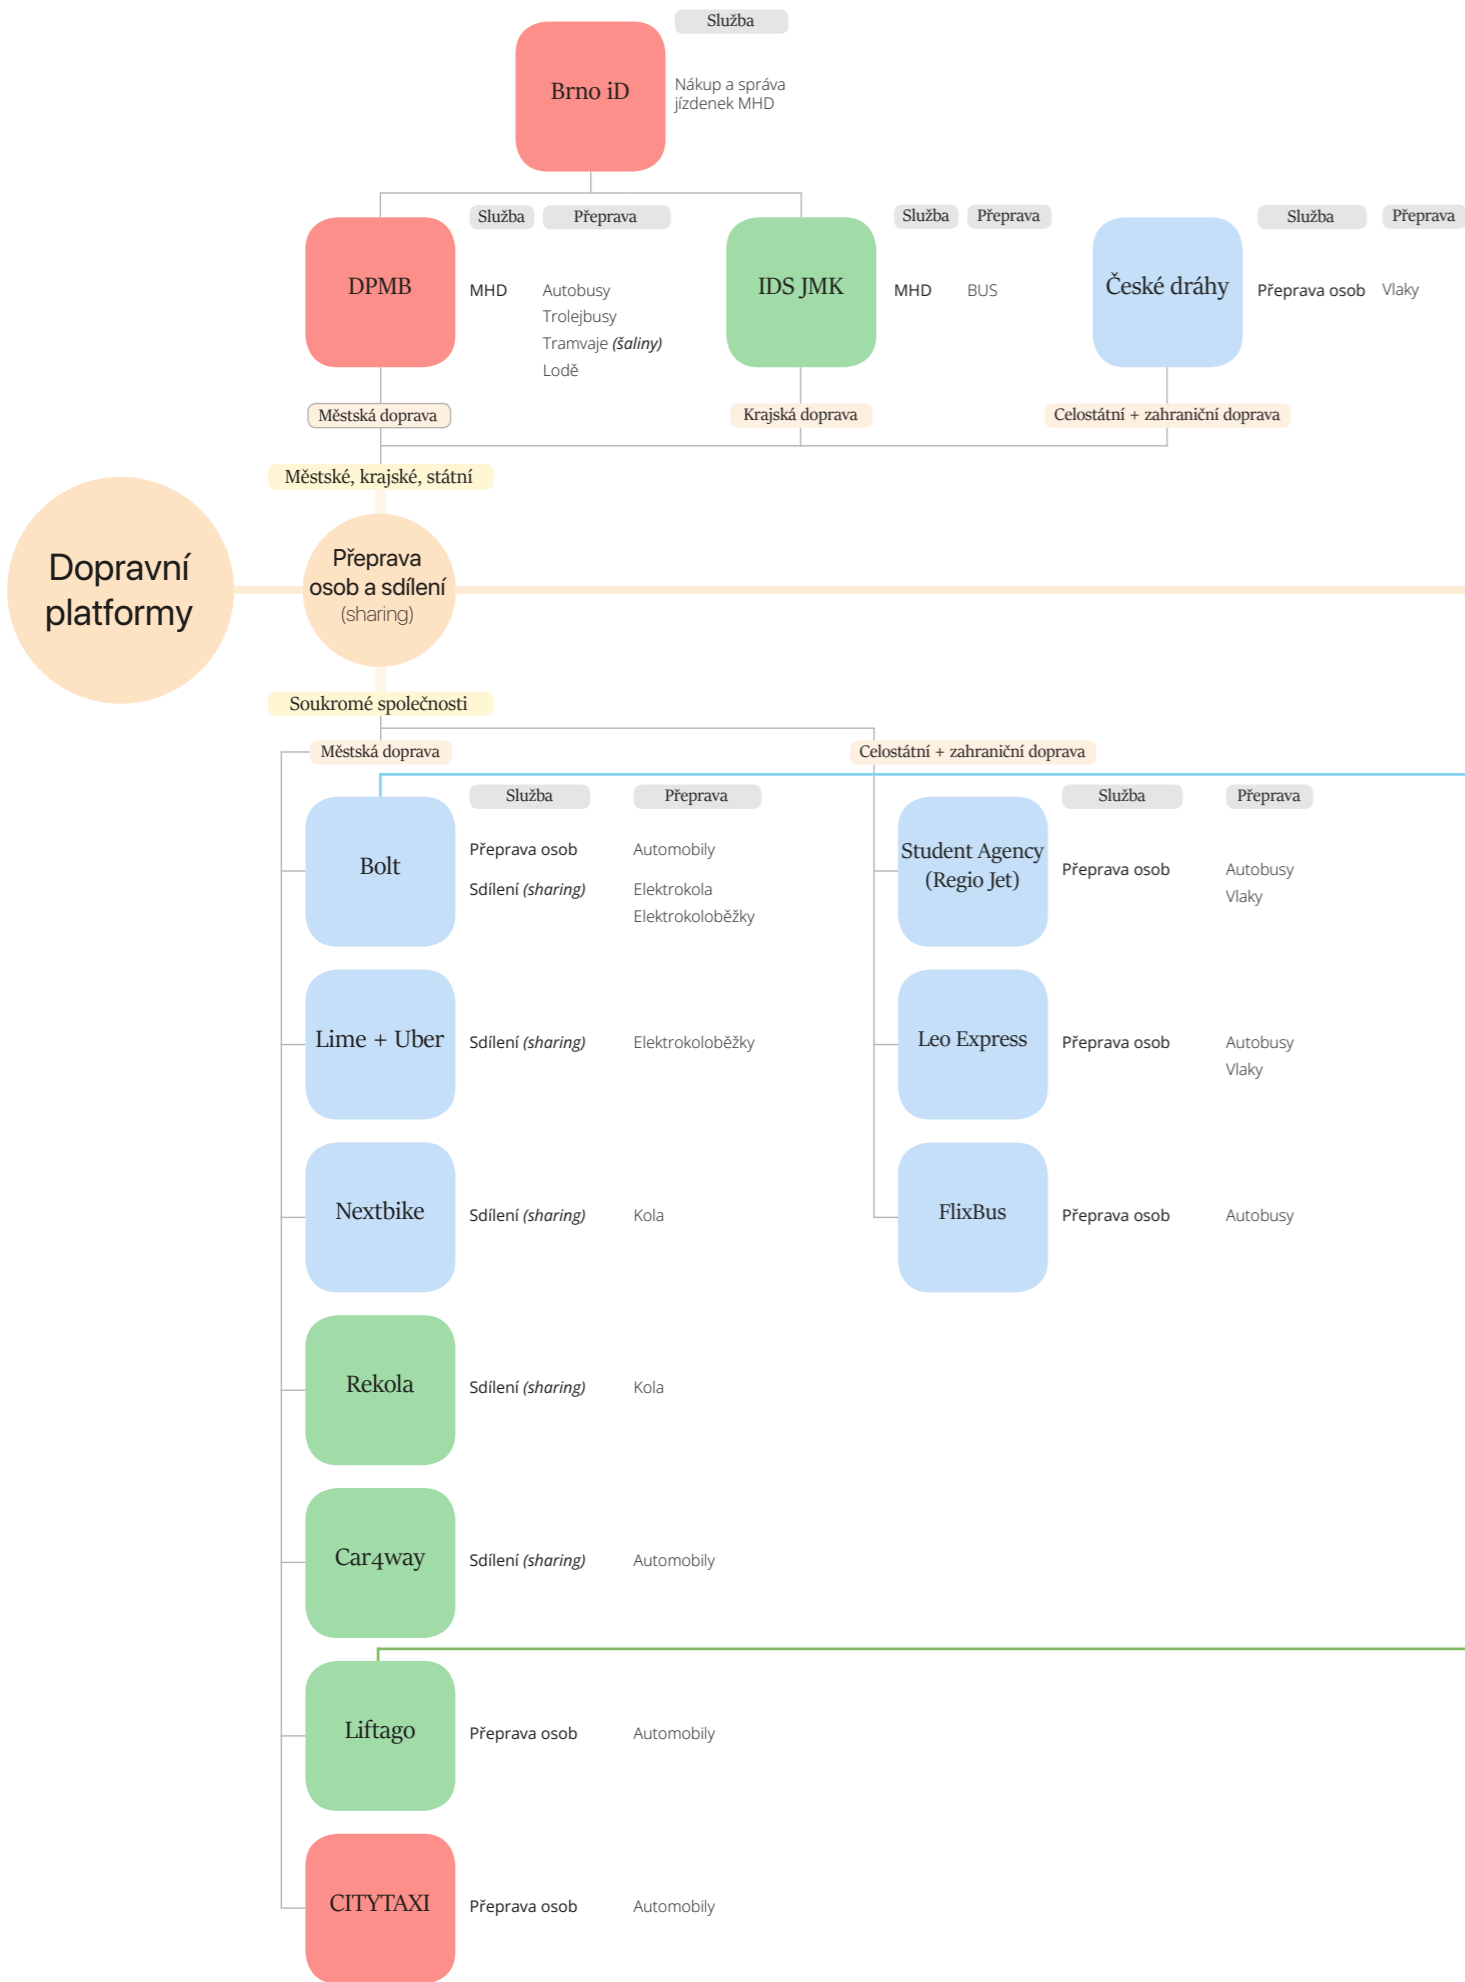 Služba
Brno iD
Nákup a správa
jízdenek MHD
Služba Přeprava
Služba Přeprava
Služba Přeprava
DPMB
MHD
Autobusy
Trolejbusy
Tramvaje (šaliny)
Lodě
IDS JMK
MHD
BUS
České dráhy
Přeprava osob
Vlaky
Městská doprava
Krajská doprava
Celostátní + zahraniční doprava
Městské, krajské, státní
Dopravní
platformy
Přeprava
osob a sdílení
(sharing)
Soukromé společnosti
Městská doprava
Celostátní + zahraniční doprava
Služba Přeprava
Bolt
Přeprava osob Automobily
Sdílení (sharing) Elektrokola
Elektrokoloběžky
Lime + Uber
Sdílení (sharing) Elektrokoloběžky
Nextbike
Sdílení (sharing) Kola
Rekola
Sdílení (sharing) Kola
Car4way
Sdílení (sharing) Automobily
Liftago
Přeprava osob Automobily
CITYTAXI
Přeprava osob Automobily
Služba Přeprava
Student Agency
(Regio Jet)
Přeprava osob Autobusy
Vlaky
Leo Express
Přeprava osob Autobusy
Vlaky
FlixBus
Přeprava osob Autobusy